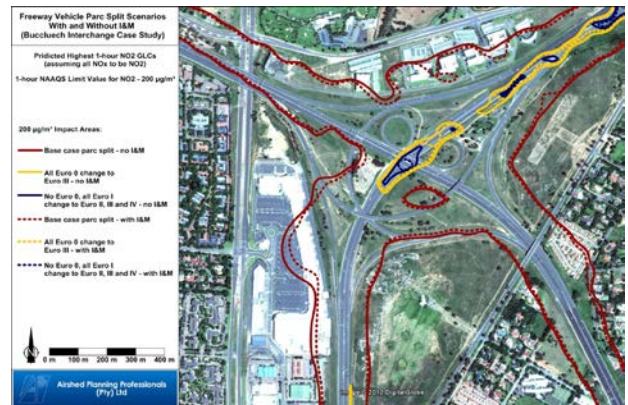 Freeway Vehicle Parc Split Scenarios
With and Without I&M
(Buccluech Interchange Case Study)
Pridicted Highest 1-hour NO2 GLCs
(assuming all NOx to be NO2)
1-hour NAAQS Limit Value for NO2 - 200 µg/m³
200 µg/m³ Impact Areas:
Base case parc split - no I&M
All Euro 0 change to
Euro III - no I&M
No Euro 0, all Euro I
change to Euro II, III and IV - no I&M
Base case parc split - with I&M
All Euro 0 change to
Euro III - with I&M
No Euro 0, all Euro I
change to Euro II, III and IV - with I&M
0 m 100 m 200 m 300 m 400 m
Airshed Planning Professionals
(Pty) Ltd
© 2012 DigitalGlobe